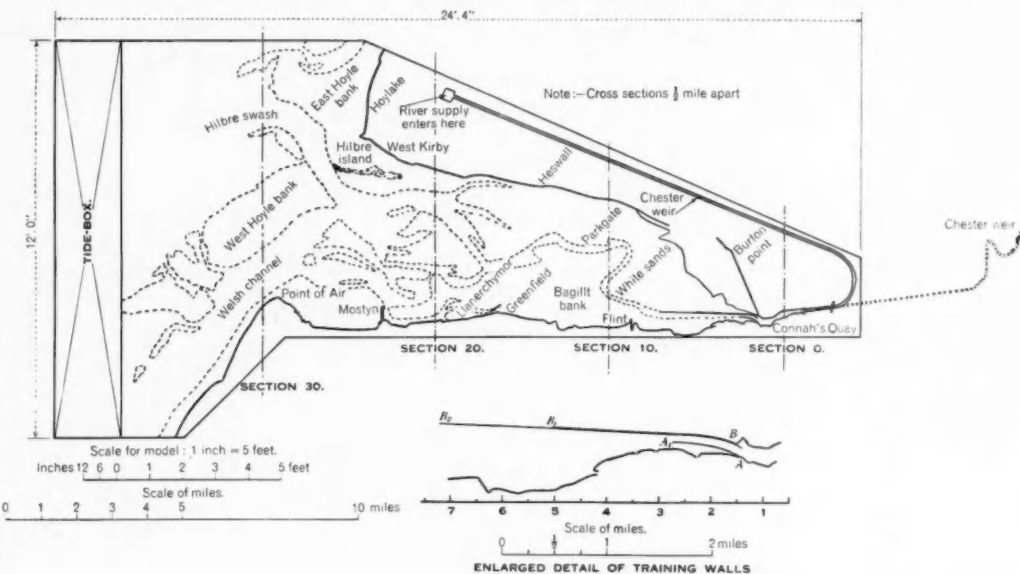 24'. 4"
12'. 0"
TIDE-BOX.
Note :— Cross sections ½ mile apart
East Hoyle bank
Hoylake
River supply
enters here
Hilbre swash
Hilbre
island
West Kirby
Heswall
Chester
weir
Chester weir
West Hoyle bank
Parkgate
Burton point
White sands
Welsh channel
Point of Air
Mostyn
Llanerchymor
Greenfield
Bagillt
bank
Flint
Connah's Quay
SECTION 30.
SECTION 20.
SECTION 10.
SECTION 0.
Scale for model : 1 inch = 5 feet.
Inches 12 6 0 1 2 3 4 5 feet
Scale of miles.
0 1 2 3 4 5 10 miles
B₂ B₁ B
A₁ A
7 6 5 4 3 2 1
Scale of miles.
0 ½ 1 2 miles
ENLARGED DETAIL OF TRAINING WALLS